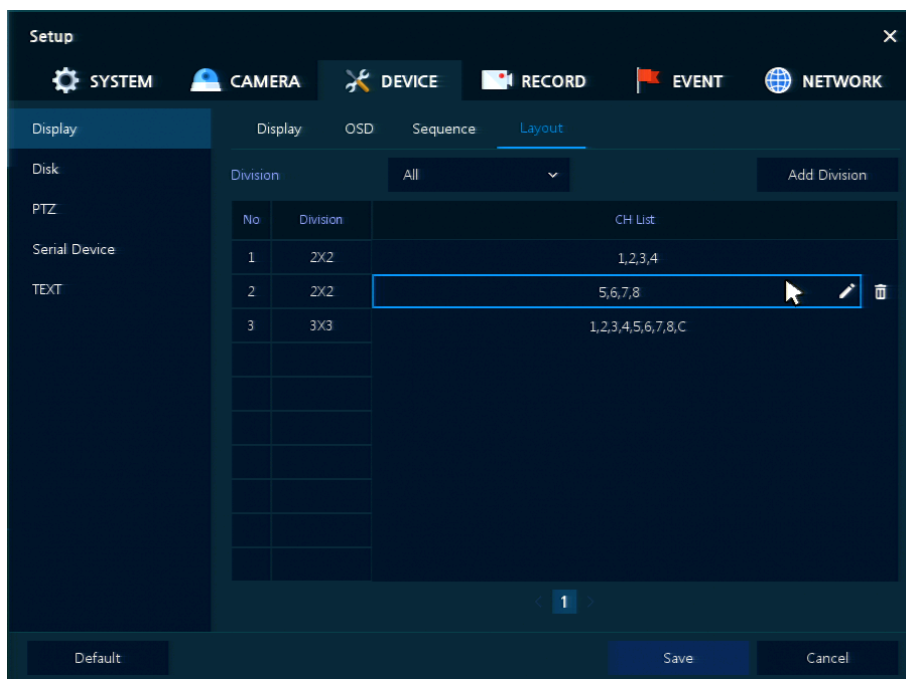 Setup
SYSTEM CAMERA DEVICE RECORD EVENT NETWORK
Display
Disk
PTZ
Serial Device
TEXT
Display OSD Sequence Layout
Division All Add Division
No Division CH List
1 2X2 1,2,3,4
2 2X2 5,6,7,8
3 3X3 1,2,3,4,5,6,7,8,C
1
Default Save Cancel